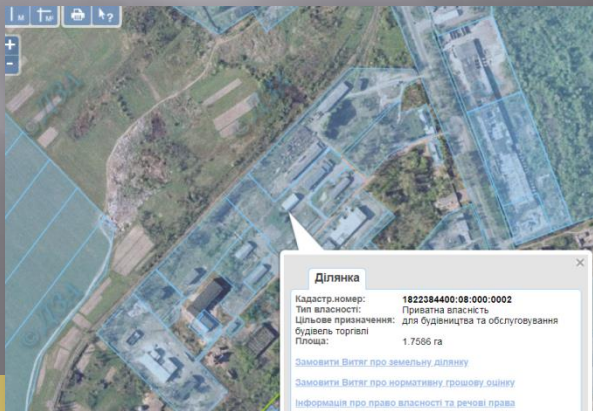 Ділянка
Кадастр.номер: 1822384400:08:000:0002
Тип власності: Приватна власність
Цільове призначення: для будівництва та обслуговування
будівель торгівлі
Площа: 1.7586 га
Замовити Витяг про земельну ділянку
Замовити Витяг про нормативну грошову оцінку
Інформація про право власності та речові права